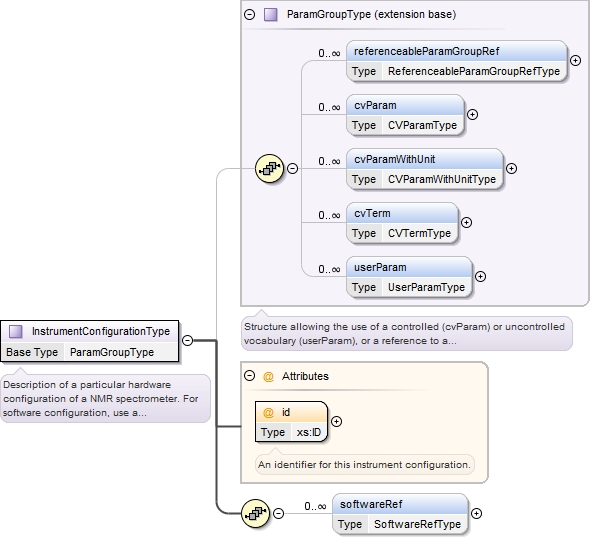 ParamGroupType (extension base)
0..∞
referenceableParamGroupRef
Type ReferenceableParamGroupRefType
0..∞
cvParam
Type CVParamType
0..∞
cvParamWithUnit
Type CVParamWithUnitType
0..∞
cvTerm
Type CVTermType
0..∞
userParam
Type UserParamType
Structure allowing the use of a controlled (cvParam) or uncontrolled
vocabulary (userParam), or a reference to a...
InstrumentConfigurationType
Base Type ParamGroupType
Description of a particular hardware
configuration of a NMR spectrometer. For
software configuration, use a...
@ Attributes
@ id
Type xs:ID
An identifier for this instrument configuration.
0..∞
softwareRef
Type SoftwareRefType